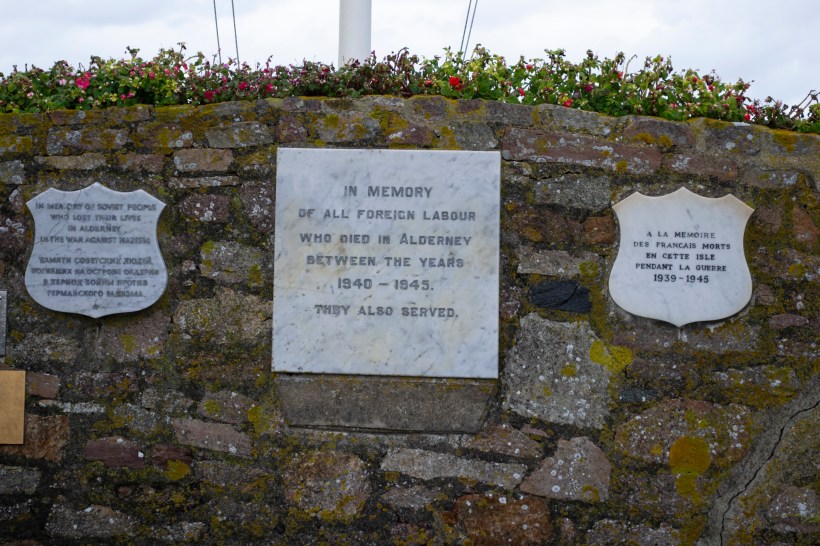 IN MEMORY OF SOVIET PEOPLE
WHO LOST THEIR LIVES
IN ALDERNEY
IN THE WAR AGAINST NAZISM
ПАМЯТИ СОВЕТСКИХ ЛЮДЕЙ,
ПОГИБШИХ НА ОСТРОВЕ ОЛДЕРНИ
В ПЕРИОД ВОЙНЫ ПРОТИВ
ГЕРМАНСКОГО НАЦИЗМА.
IN MEMORY
OF ALL FOREIGN LABOUR
WHO DIED IN ALDERNEY
BETWEEN THE YEARS
1940 – 1945.
THEY ALSO SERVED.
A LA MEMOIRE
DES FRANCAIS MORTS
EN CETTE ISLE
PENDANT LA GUERRE
1939 - 1945